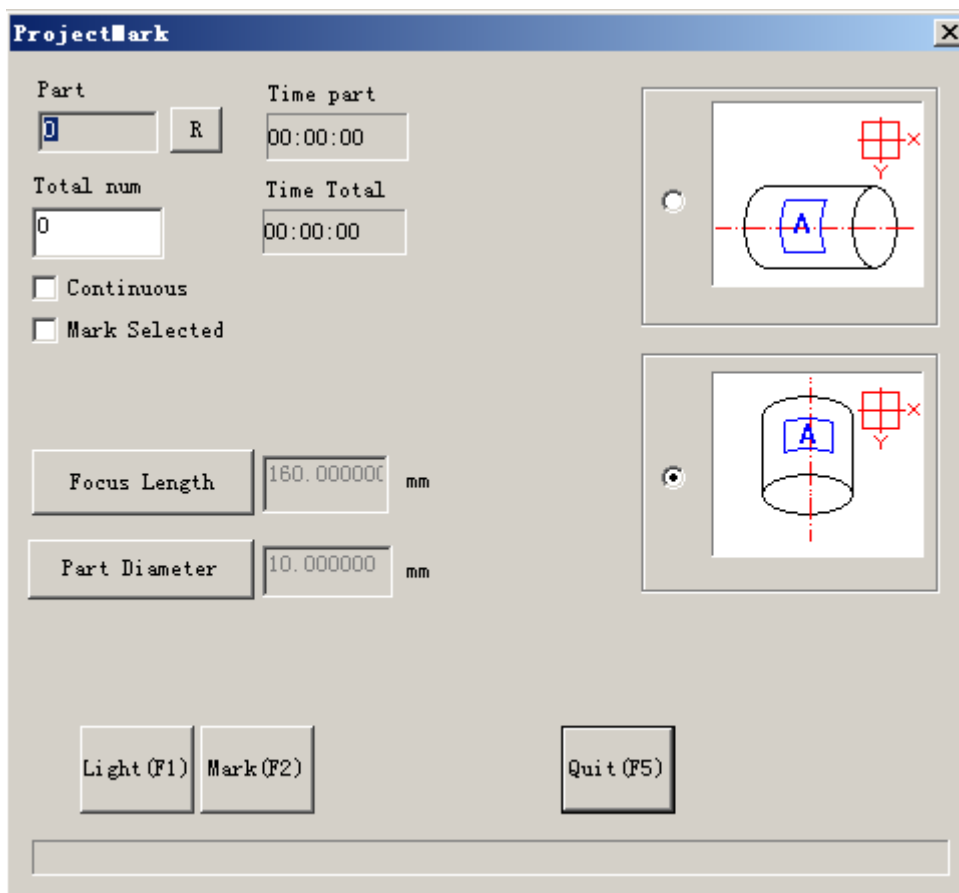 ProjectMark
Part
0
R
Time part
00:00:00
Total num
0
Time Total
00:00:00
Continuous
Mark Selected
Focus Length
160.000000
mm
Part Diameter
10.000000
mm
X
Y
A
X
Y
A
Light(F1)
Mark(F2)
Quit(F5)